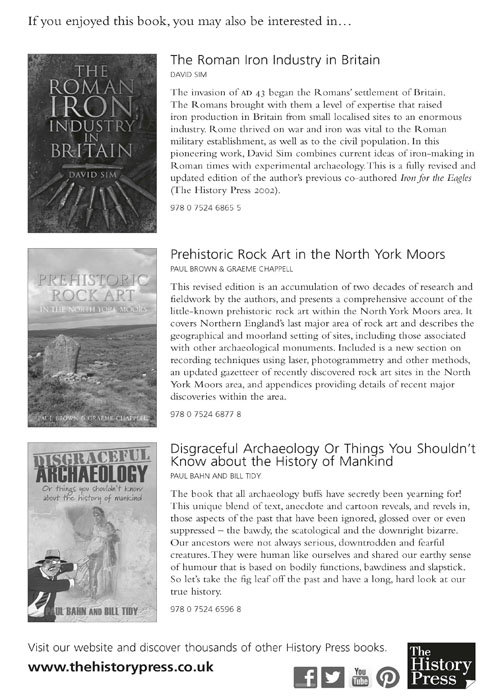 If you enjoyed this book, you may also be interested in…
THE
ROMAN
IRON
INDUSTRY
IN
BRITAIN
DAVID SIM
The Roman Iron Industry in Britain
DAVID SIM
The invasion of AD 43 began the Romans' settlement of Britain.
The Romans brought with them a level of expertise that raised
iron production in Britain from small localised sites to an enormous
industry. Rome thrived on war and iron was vital to the Roman
military establishment, as well as to the civil population. In this
pioneering work, David Sim combines current ideas of iron-making in
Roman times with experimental archaeology. This is a fully revised and
updated edition of the author's previous co-authored Iron for the Eagles
(The History Press 2002).
978 0 7524 6865 5
PREHISTORIC
ROCK ART
IN THE NORTH YORK MOORS
PAUL BROWN & GRAEME CHAPPELL
Prehistoric Rock Art in the North York Moors
PAUL BROWN & GRAEME CHAPPELL
This revised edition is an accumulation of two decades of research and
fieldwork by the authors, and presents a comprehensive account of the
little-known prehistoric rock art within the North York Moors area. It
covers Northern England's last major area of rock art and describes the
geographical and moorland setting of sites, including those associated
with other archaeological monuments. Included is a new section on
recording techniques using laser, photogrammetry and other methods,
an updated gazetteer of recently discovered rock art sites in the North
York Moors area, and appendices providing details of recent major
discoveries within the area.
978 0 7524 6877 8
DISGRACEFUL
ARCHAEOLOGY
Or things you shouldn't know
about the history of mankind
PAUL BAHN AND BILL TIDY
Disgraceful Archaeology Or Things You Shouldn't
Know about the History of Mankind
PAUL BAHN AND BILL TIDY
The book that all archaeology buffs have secretly been yearning for!
This unique blend of text, anecdote and cartoon reveals, and revels in,
those aspects of the past that have been ignored, glossed over or even
suppressed – the bawdy, the scatological and the downright bizarre.
Our ancestors were not always serious, downtrodden and fearful
creatures. They were human like ourselves and shared our earthy sense
of humour that is based on bodily functions, bawdiness and slapstick.
So let's take the fig leaf off the past and have a long, hard look at our
true history.
978 0 7524 6596 8
Visit our website and discover thousands of other History Press books.
www.thehistorypress.co.uk
You
Tube
The
History
Press